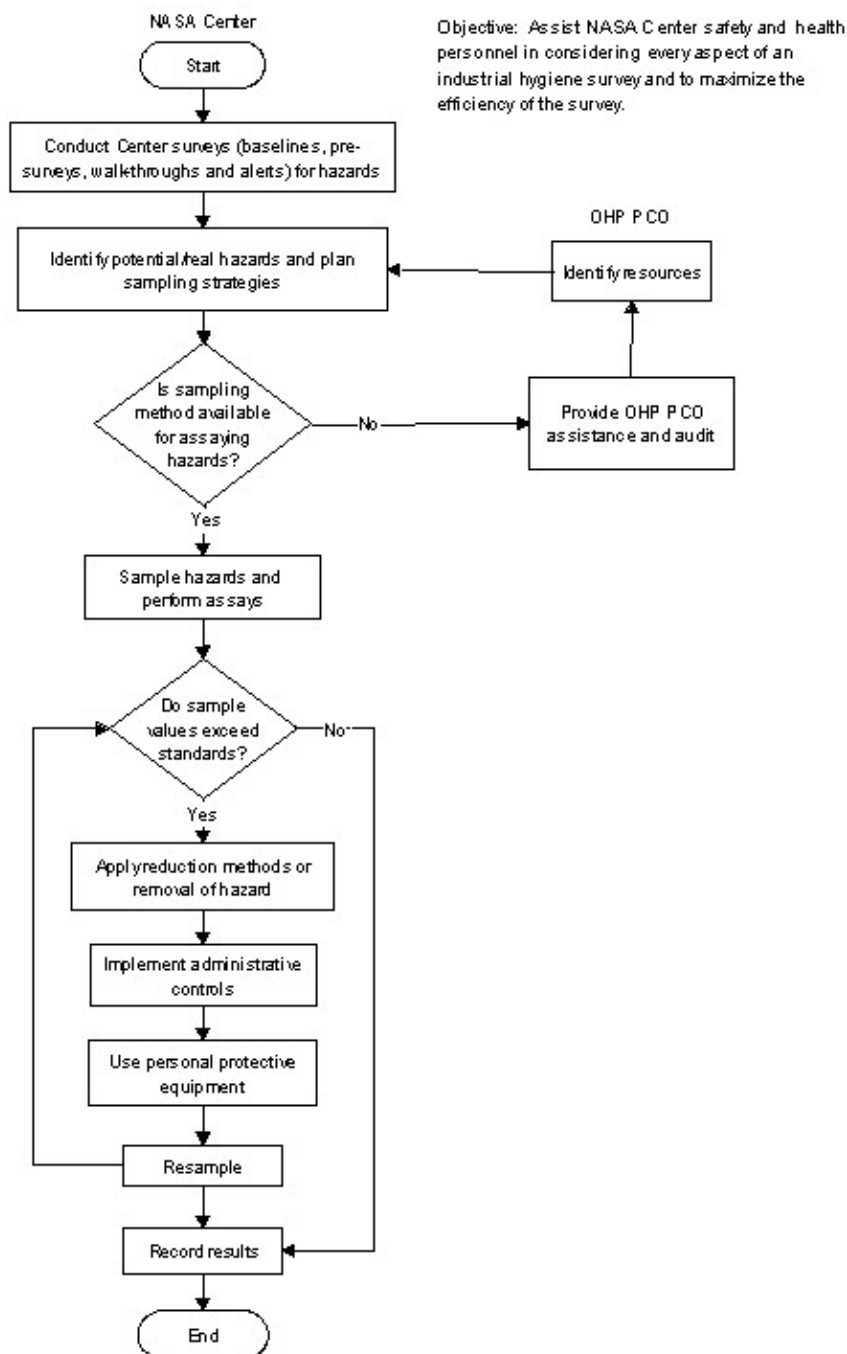 NASA Center
Objective: Assist NASA Center safety and health
personnel in considering every aspect of an
industrial hygiene survey and to maximize the
efficiency of the survey.
Start
Conduct Center surveys (baselines, pre-
surveys, walk-throughs and alerts) for hazards
OHP PCO
Identify potential/real hazards and plan
sampling strategies
Identify resources
Is sampling
method available
for assaying
hazards?
No
Provide OHP PCO
assistance and audit
Yes
Sample hazards and
perform assays
Do sample
values exceed
standards?
No
Yes
Apply reduction methods or
removal of hazard
Implement administrative
controls
Use personal protective
equipment
Resample
Record results
End